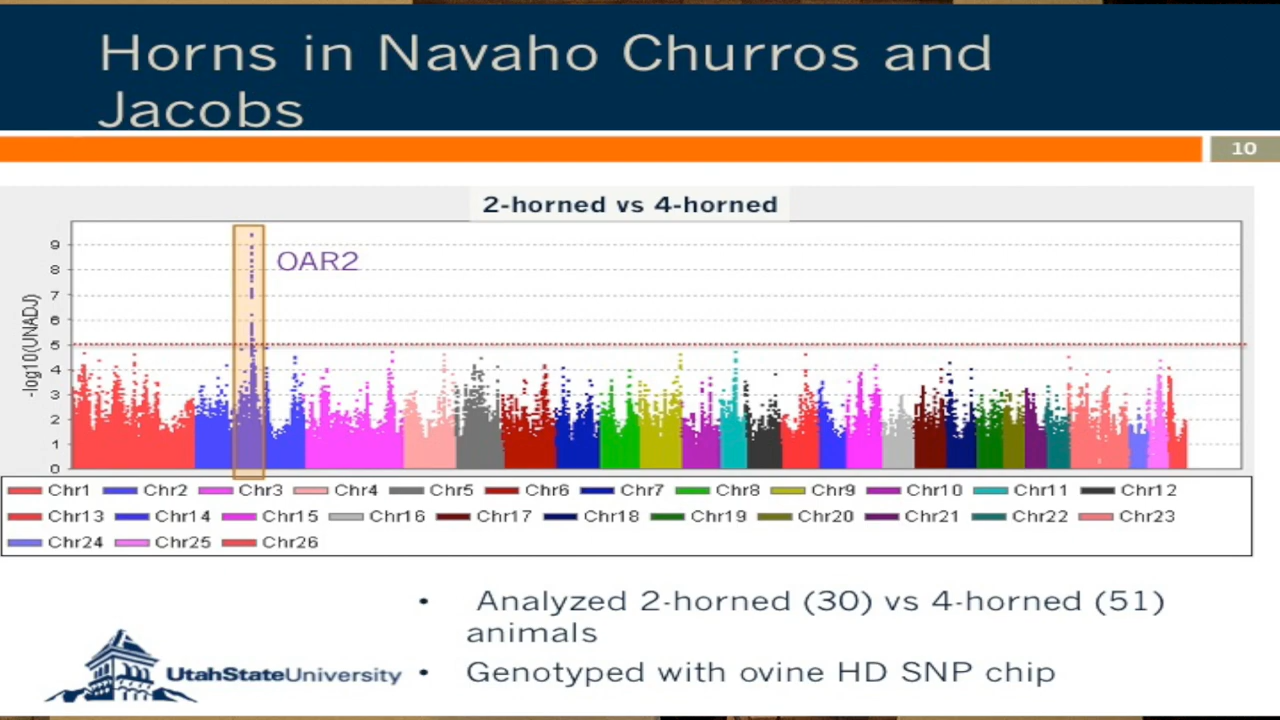 Horns in Navaho Churros and
Jacobs
10
2-horned vs 4-horned
OAR2
-log10(UNADJ)
9
8
7
6
5
4
3
2
1
0
Chr1 Chr2 Chr3 Chr4 Chr5 Chr6 Chr7 Chr8 Chr9 Chr10 Chr11 Chr12
Chr13 Chr14 Chr15 Chr16 Chr17 Chr18 Chr19 Chr20 Chr21 Chr22 Chr23
Chr24 Chr25 Chr26
• Analyzed 2-horned (30) vs 4-horned (51)
animals
• Genotyped with ovine HD SNP chip
UtahStateUniversity